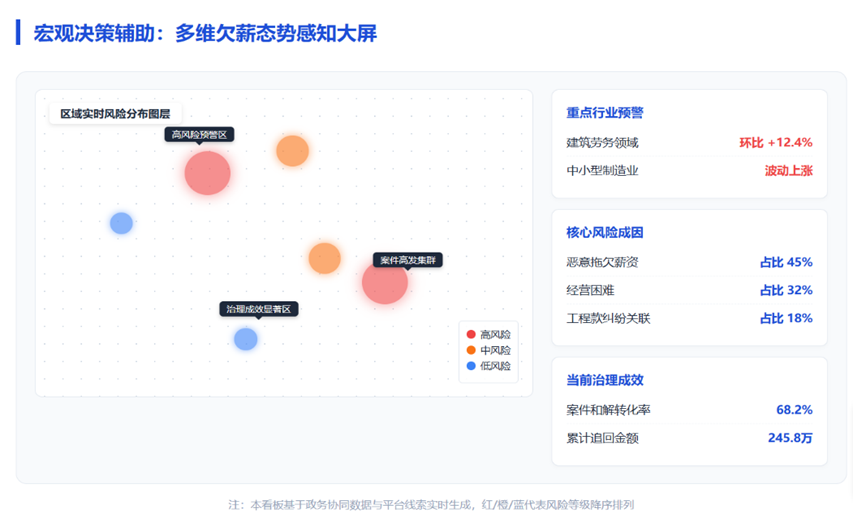 宏观决策辅助：多维欠薪态势感知大屏
区域实时风险分布图层
高风险预警区
案件高发集群
治理成效显著区
高风险
中风险
低风险
重点行业预警
建筑劳务领域 环比 +12.4%
中小型制造业 波动上涨
核心风险成因
恶意拖欠薪资 占比 45%
经营困难 占比 32%
工程款纠纷关联 占比 18%
当前治理成效
案件和解转化率 68.2%
累计追回金额 245.8万
注：本看板基于政务协同数据与平台线索实时生成，红/橙/蓝代表风险等级降序排列